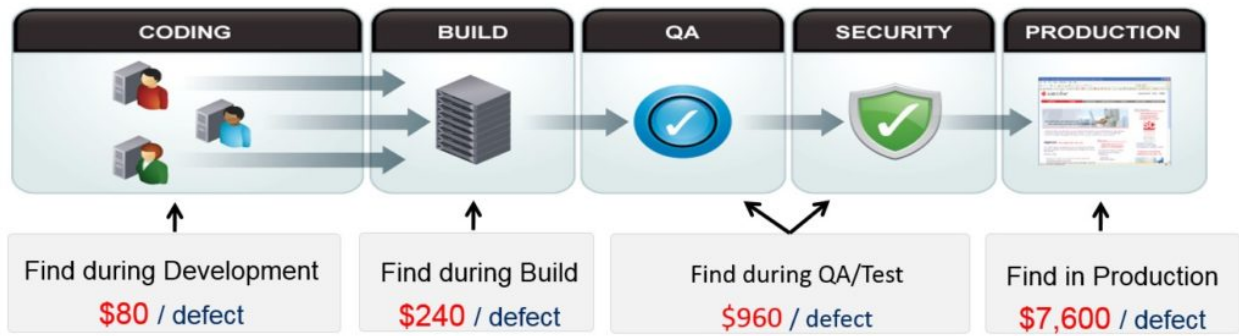 CODING
BUILD
QA
SECURITY
PRODUCTION
Find during Development
$80 / defect
Find during Build
$240 / defect
Find during QA/Test
$960 / defect
Find in Production
$7,600 / defect